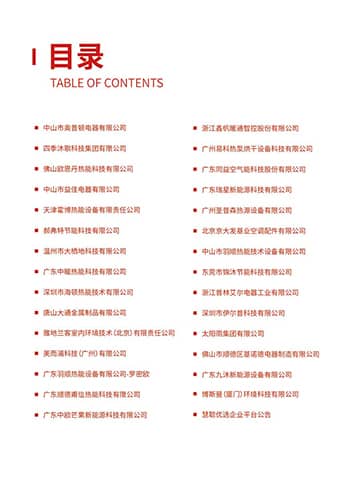 目录
TABLE OF CONTENTS
中山市奥普顿电器有限公司
四季沐歌科技集团有限公司
佛山欧思丹热能科技有限公司
中山市益佳电器有限公司
天津霍博热能设备有限责任公司
郝弗特节能科技有限公司
温州市大栖地科技有限公司
广东中暖热能科技有限公司
深圳市海顿热能技术有限公司
唐山大通金属制品有限公司
雅地兰客室内环境技术（北京）有限责任公司
美而浦科技（广州）有限公司
广东羽顺热能设备有限公司-罗密欧
广东顺德甫伍热能科技有限公司
广东中欧芒果新能源科技有限公司
浙江鑫帆暖通智控股份有限公司
广州易科热泵烘干设备科技有限公司
广东同益空气能科技股份有限公司
广东瑞星新能源科技有限公司
广州圣普森热源设备有限公司
北京京大发基业空调配件有限公司
中山市羽顺热能技术设备有限公司
东莞市锦沐节能科技有限公司
浙江普林艾尔电器工业有限公司
深圳市伊尔普科技有限公司
太阳雨集团有限公司
佛山市顺德区基诺德电器制造有限公司
广东九沐新能源设备有限公司
博斯曼（厦门）环境科技有限公司
慧聪优选企业平台公告